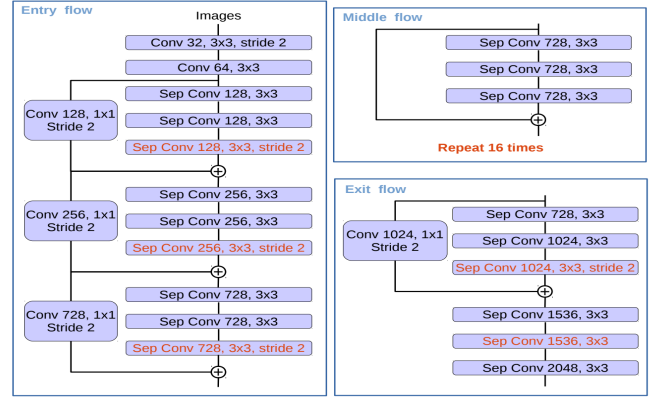 Entry flow
Images
Conv 32, 3x3, stride 2
Conv 64, 3x3
Sep Conv 128, 3x3
Conv 128, 1x1
Stride 2
Sep Conv 128, 3x3
Sep Conv 128, 3x3, stride 2
Sep Conv 256, 3x3
Conv 256, 1x1
Stride 2
Sep Conv 256, 3x3
Sep Conv 256, 3x3, stride 2
Sep Conv 728, 3x3
Conv 728, 1x1
Stride 2
Sep Conv 728, 3x3
Sep Conv 728, 3x3, stride 2
Middle flow
Sep Conv 728, 3x3
Sep Conv 728, 3x3
Sep Conv 728, 3x3
Repeat 16 times
Exit flow
Sep Conv 728, 3x3
Conv 1024, 1x1
Stride 2
Sep Conv 1024, 3x3
Sep Conv 1024, 3x3, stride 2
Sep Conv 1536, 3x3
Sep Conv 1536, 3x3
Sep Conv 2048, 3x3